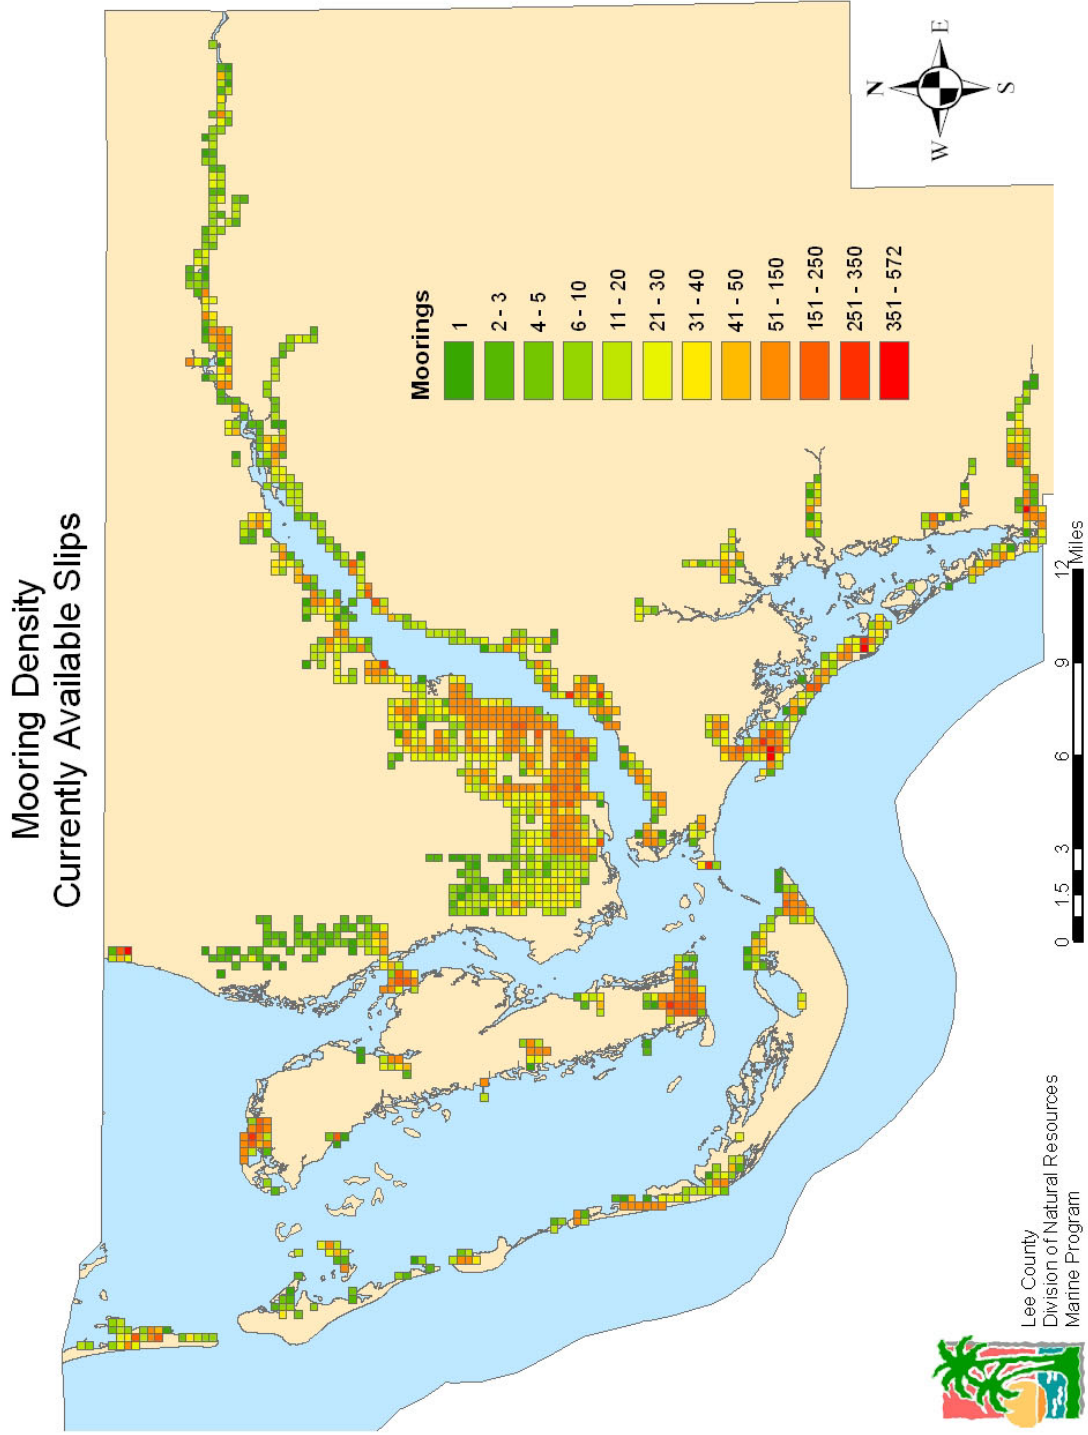 Mooring Density
Currently Available Slips
N
E
S
W
Moorings
1
2 - 3
4 - 5
6 - 10
11 - 20
21 - 30
31 - 40
41 - 50
51 - 150
151 - 250
251 - 350
351 - 572
0 1.5 3 6 9 12
Miles
Lee County
Division of Natural Resources
Marine Program